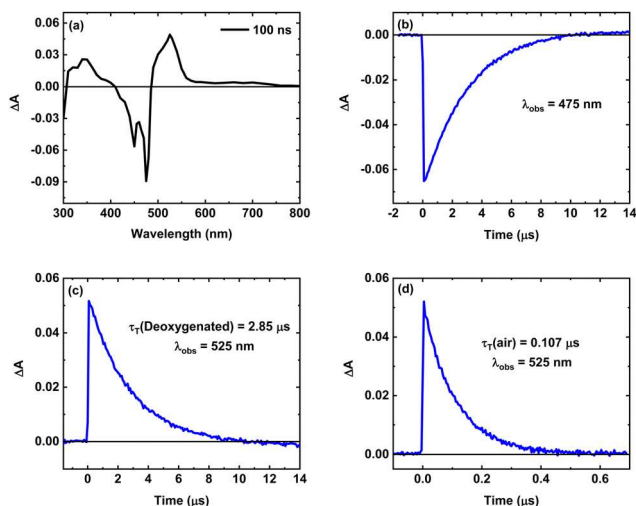 0.06
(a)
100 ns
0.03
0.00
-0.03
-0.06
-0.09
ΔA
300 400 500 600 700 800
Wavelength (nm)
(b)
0.00
-0.02
-0.04
-0.06
ΔA
λobs = 475 nm
-2 0 2 4 6 8 10 12 14
Time (μs)
0.06
(c)
τT(Deoxygenated) = 2.85 μs
λobs = 525 nm
0.04
0.02
0.00
ΔA
0 2 4 6 8 10 12 14
Time (μs)
0.06
(d)
τT(air) = 0.107 μs
λobs = 525 nm
0.04
0.02
0.00
ΔA
0.0 0.2 0.4 0.6
Time (μs)